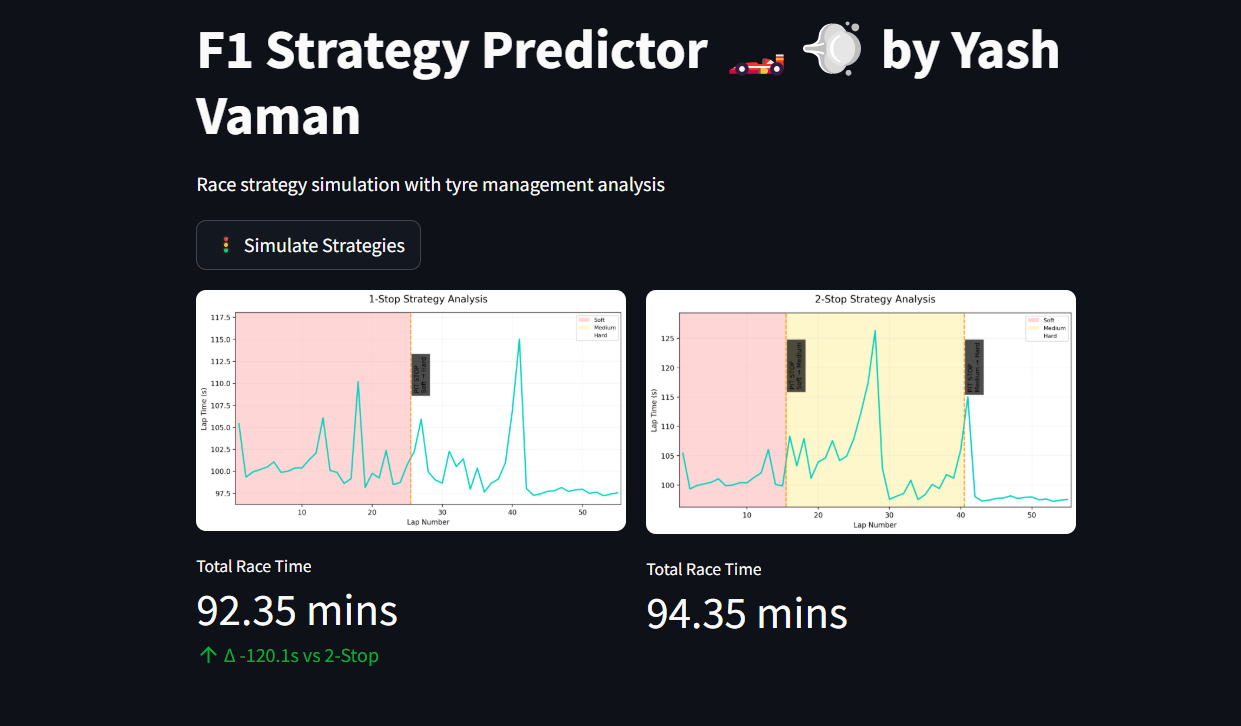 F1 Strategy Predictor 🏎️ 💨 by Yash
Vaman
Race strategy simulation with tyre management analysis
🚦 Simulate Strategies
1-Stop Strategy Analysis
117.5
115.0
112.5
110.0
107.5
105.0
102.5
100.0
97.5
Lap Time (s)
Soft
Medium
Hard
PIT STOP
Soft → Hard
10 20 30 40 50
Lap Number
2-Stop Strategy Analysis
125
120
115
110
105
100
Lap Time (s)
Soft
Medium
Hard
PIT STOP
Soft → Medium
PIT STOP
Medium → Hard
10 20 30 40 50
Lap Number
Total Race Time
92.35 mins
↑ Δ -120.1s vs 2-Stop
Total Race Time
94.35 mins